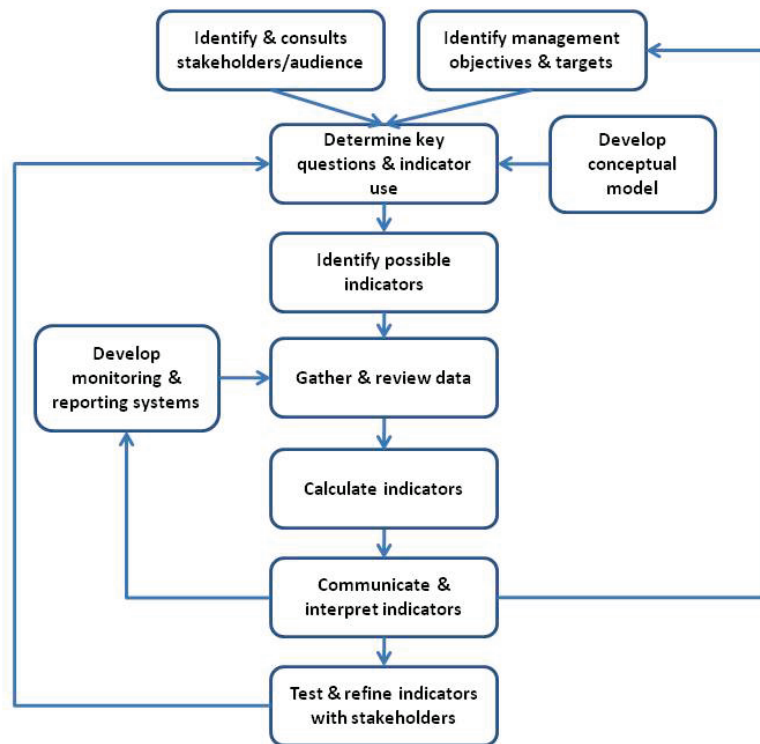 Identify & consults
stakeholders/audience
Identify management
objectives & targets
Determine key
questions & indicator
use
Develop
conceptual
model
Identify possible
indicators
Develop
monitoring &
reporting systems
Gather & review data
Calculate indicators
Communicate &
interpret indicators
Test & refine indicators
with stakeholders